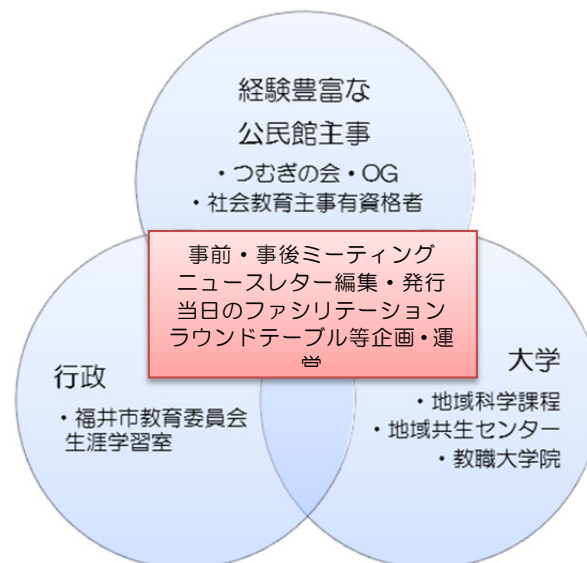 経験豊富な
公民館主事
・つむぎの会・OG
・社会教育主事有資格者
事前・事後ミーティング
ニュースレター編集・発行
当日のファシリテーション
ラウンドテーブル等企画・運
営
行政
・福井市教育委員会
生涯学習室
大学
・地域科学課程
・地域共生センター
・教職大学院